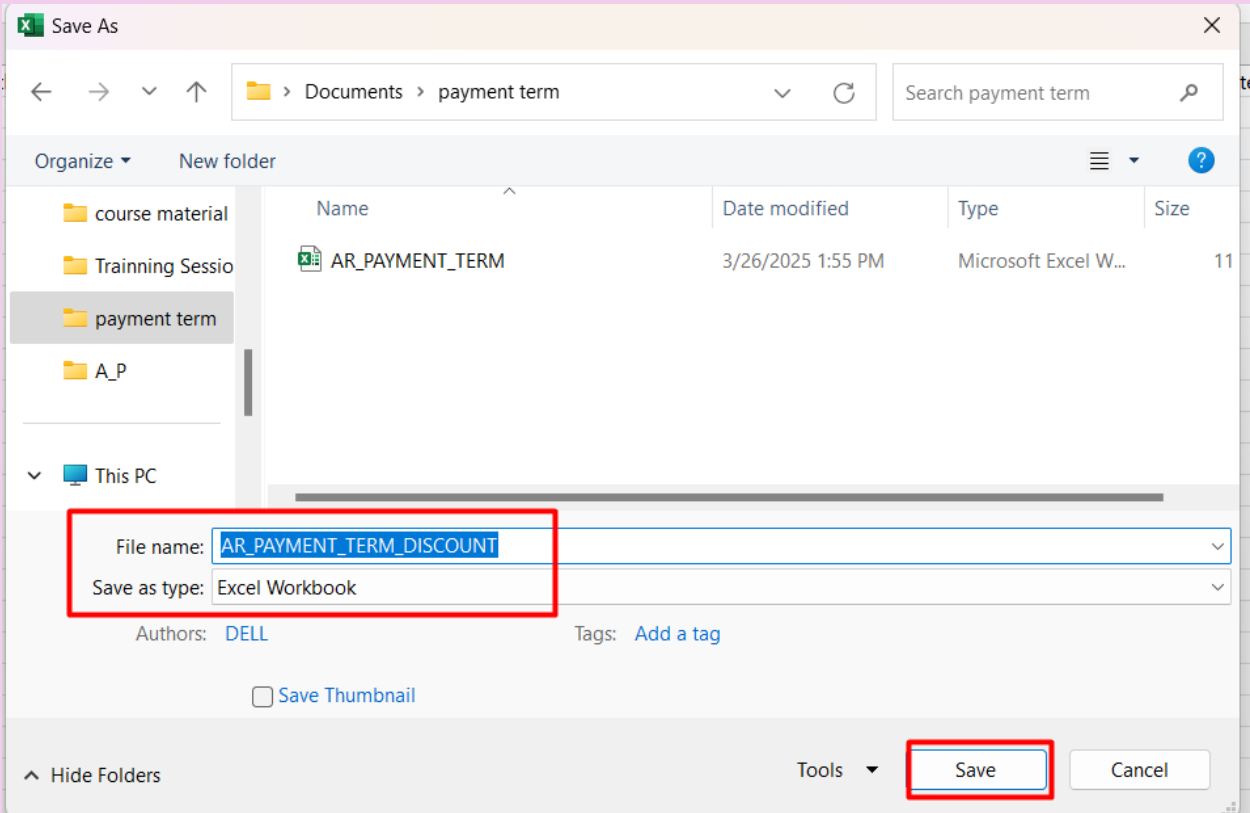 Save As
Documents > payment term
Search payment term
Organize
New folder
?
Name
Date modified
Type
Size
course material
Trainning Sessio
payment term
A_P
This PC
AR_PAYMENT_TERM
3/26/2025 1:55 PM
Microsoft Excel W...
11
File name: AR_PAYMENT_TERM_DISCOUNT
Save as type: Excel Workbook
Authors: DELL
Tags: Add a tag
Save Thumbnail
Hide Folders
Tools
Save
Cancel